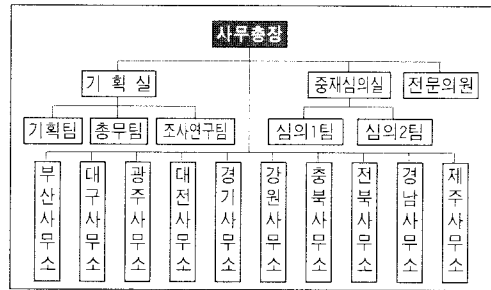 사무총장
기획실 중재심의실 전문위원
기획팀 총무팀 조사연구팀 심의1팀 심의2팀
부산사무소 대구사무소 광주사무소 대전사무소 경기사무소 강원사무소 충북사무소 전북사무소 경남사무소 제주사무소